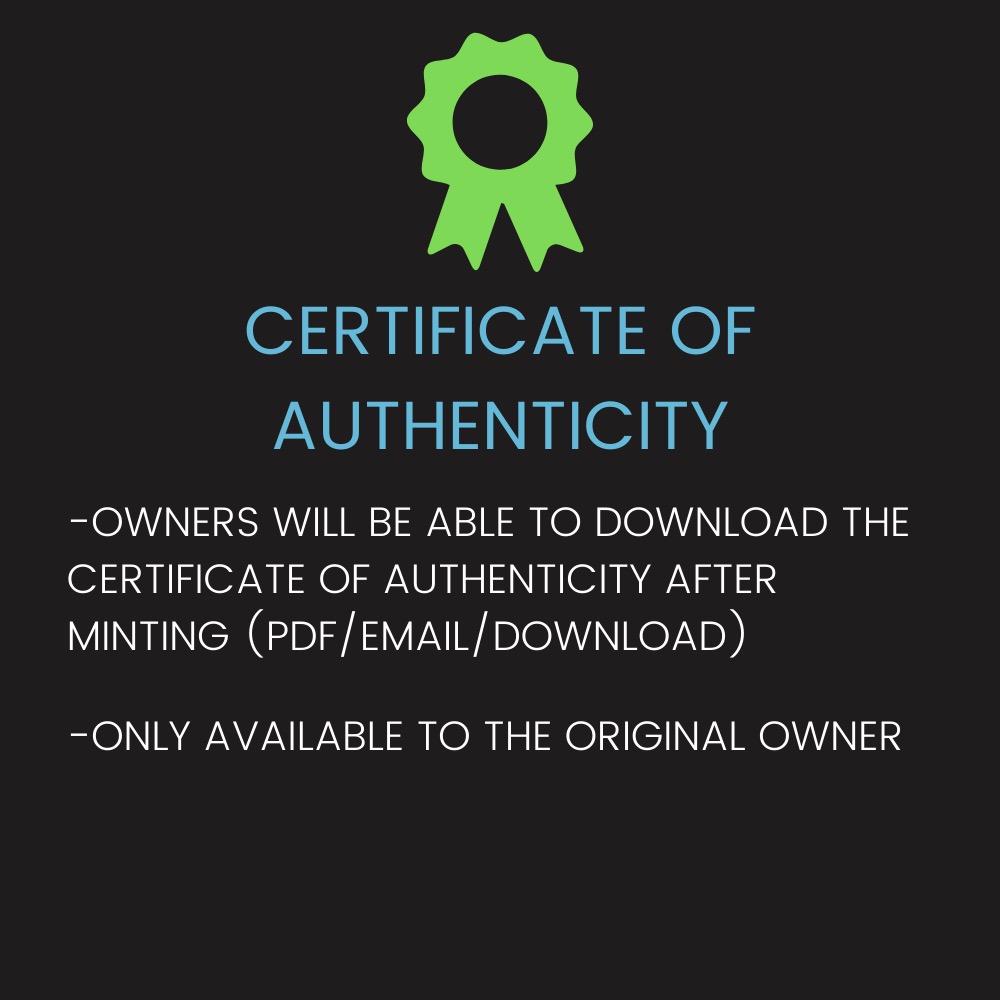 CERTIFICATE OF
AUTHENTICITY
-OWNERS WILL BE ABLE TO DOWNLOAD THE
CERTIFICATE OF AUTHENTICITY AFTER
MINTING (PDF/EMAIL/DOWNLOAD)
-ONLY AVAILABLE TO THE ORIGINAL OWNER